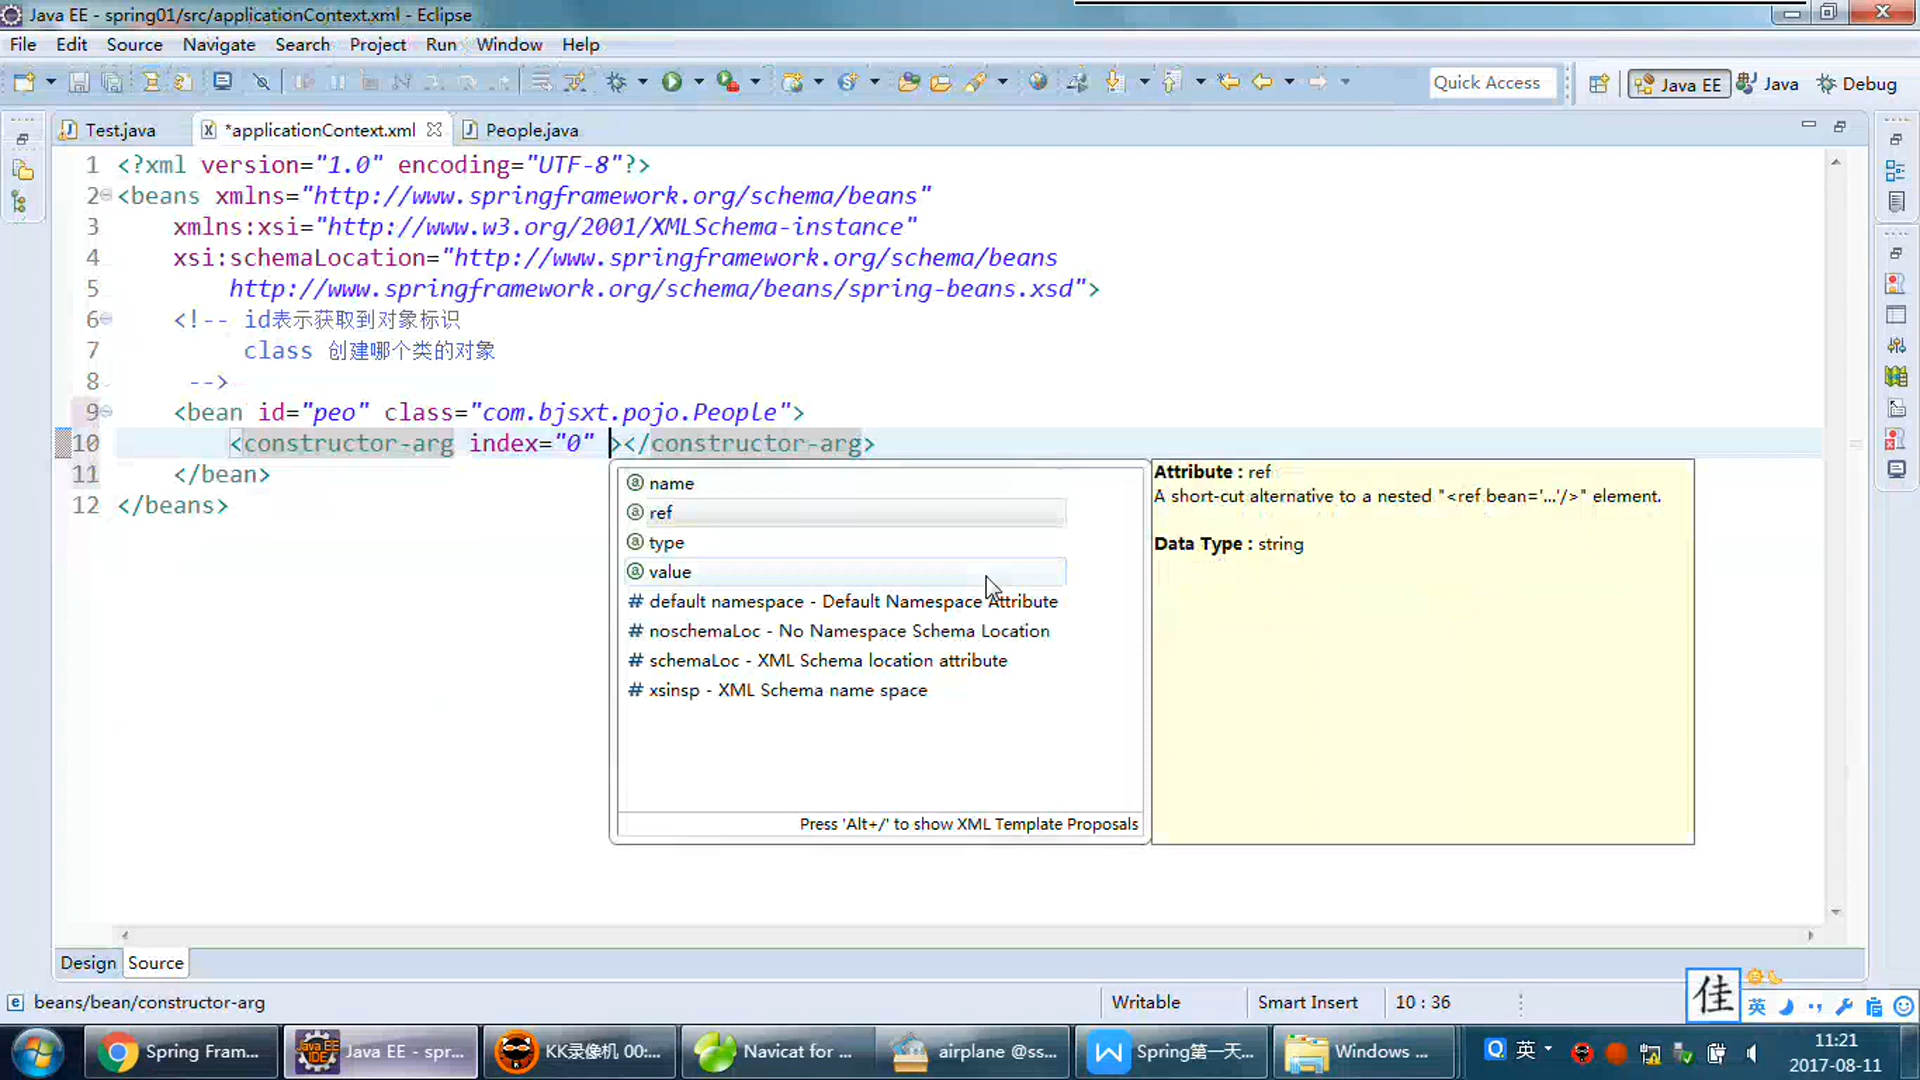 Java EE - spring01/src/applicationContext.xml - Eclipse
File Edit Source Navigate Search Project Run Window Help
Quick Access Java EE Java Debug
Test.java *applicationContext.xml People.java
1 <?xml version="1.0" encoding="UTF-8"?>
2 <beans xmlns="http://www.springframework.org/schema/beans"
3 xmlns:xsi="http://www.w3.org/2001/XMLSchema-instance"
4 xsi:schemaLocation="http://www.springframework.org/schema/beans
5 http://www.springframework.org/schema/beans/spring-beans.xsd">
6 <!-- id表示获取到对象标识
7 class 创建哪个类的对象
8 -->
9 <bean id="peo" class="com.bjsxt.pojo.People">
10 <constructor-arg index="0" ></constructor-arg>
11 </bean>
12 </beans>
name
ref
type
value
# default namespace - Default Namespace Attribute
# noschemaLoc - No Namespace Schema Location
# schemaLoc - XML Schema location attribute
# xsinsp - XML Schema name space
Press 'Alt+/' to show XML Template Proposals
Attribute : ref
A short-cut alternative to a nested "<ref bean='...'/>" element.
Data Type : string
Design Source
beans/bean/constructor-arg Writable Smart Insert 10 : 36
佳 英
Spring Fram... Java EE - spr... KK录像机 00:... Navicat for ... airplane @ss... Spring第一天... Windows ... 英 11:21
2017-08-11